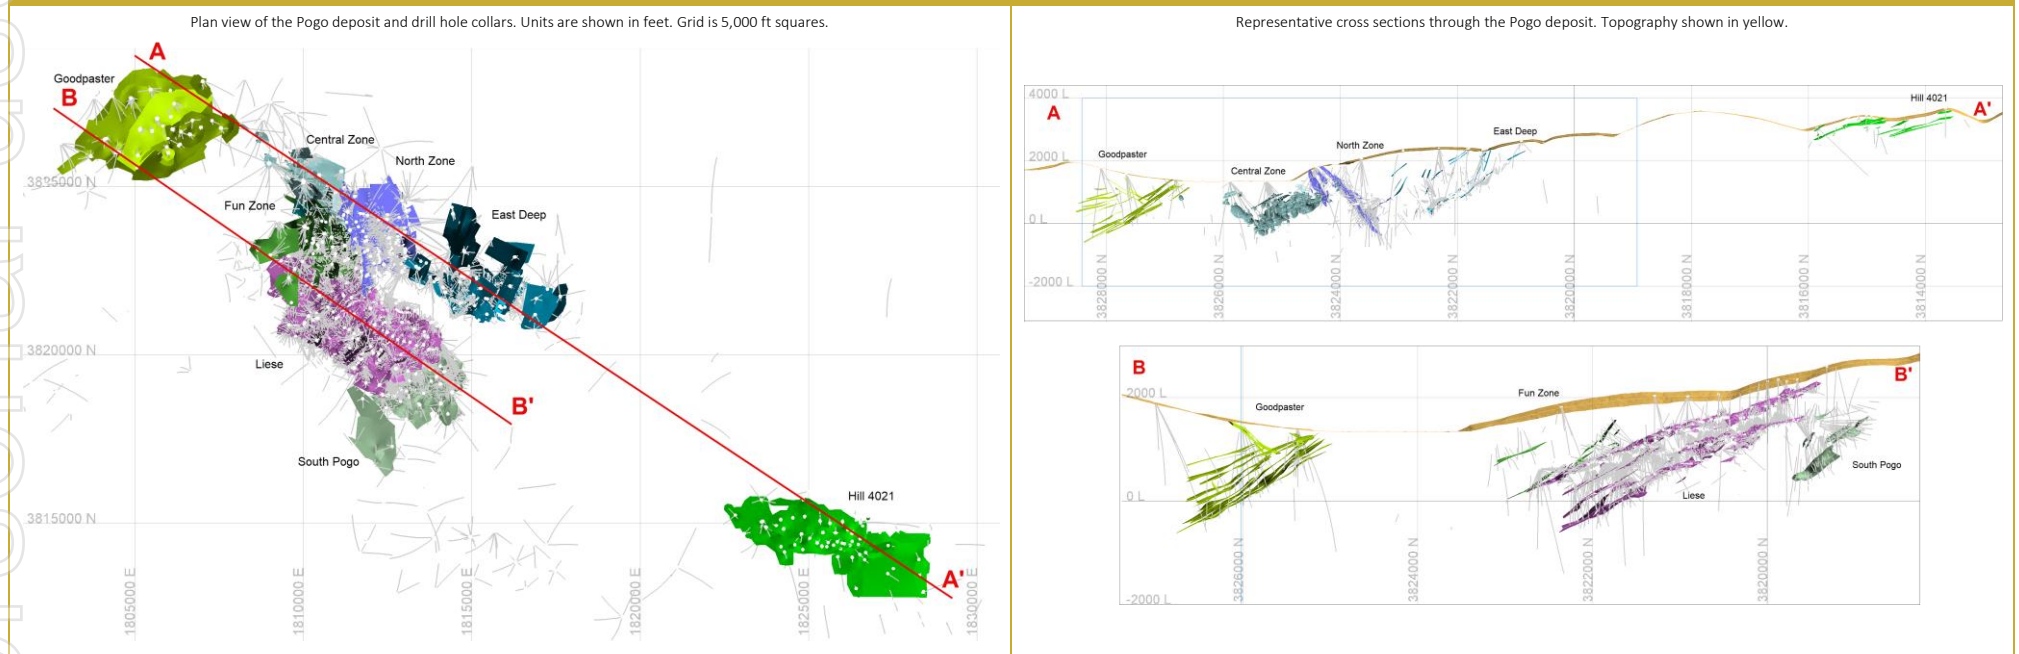 Plan view of the Pogo deposit and drill hole collars. Units are shown in feet. Grid is 5,000 ft squares.
A
Goodpaster
B
Central Zone
North Zone
3825000 N
Fun Zone
East Deep
3820000 N
Liese
B'
South Pogo
Hill 4021
3815000 N
A'
1805000 E
1810000 E
1815000 E
1820000 E
1825000 E
1830000 E
Representative cross sections through the Pogo deposit. Topography shown in yellow.
4000 L
A
Hill 4021
A'
East Deep
North Zone
Goodpaster
2000 L
Central Zone
0 L
-2000 L
3828000 N
3826000 N
3824000 N
3822000 N
3820000 N
3818000 N
3816000 N
3814000 N
B
B'
2000 L
Fun Zone
Goodpaster
South Pogo
0 L
Liese
-2000 L
3826000 N
3824000 N
3822000 N
3820000 N